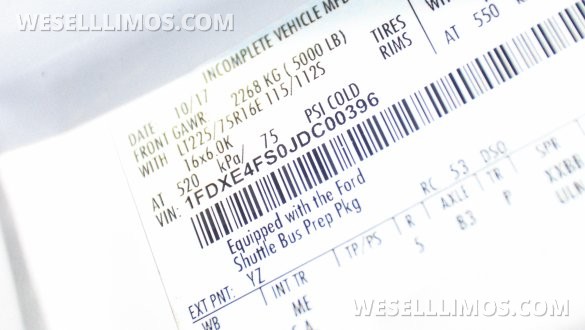 WESELLLIMOS.COM
INCOMPLETE VEHICLE MF
DATE 10/17
FRONT GAWR 2268 KG ( 5000 LB)
WITH LT225/75R16E 115/112S TIRES
16x6.0K RIMS
AT 520 kPa/ 75 PSI COLD
WIT
AT 550
VIN: 1FDXE4FS0JDC00396
Equipped with the Ford
Shuttle Bus Prep Pkg
EXT PNT: YZ RC 53 DSO
WB INT TR TP/PS R AXLE TR SPR
ME 5 B3 P
WESELLLIMOS.COM